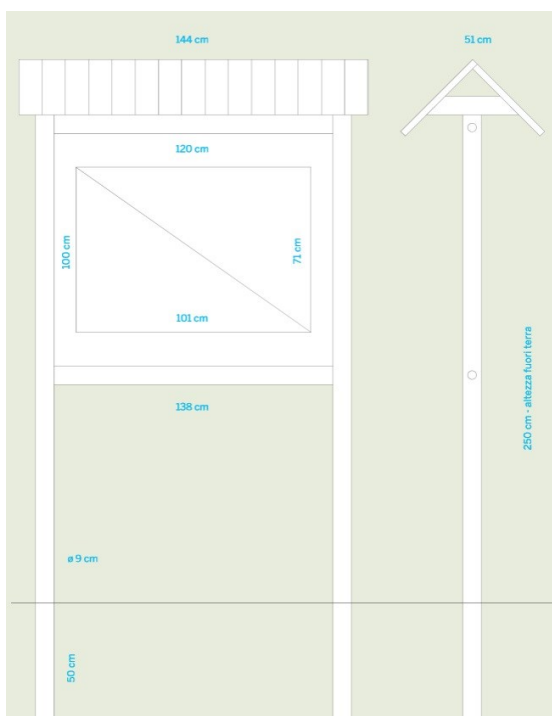 144 cm
51 cm
120 cm
100 cm
71 cm
101 cm
138 cm
250 cm - altezza fuori terra
ø 9 cm
50 cm